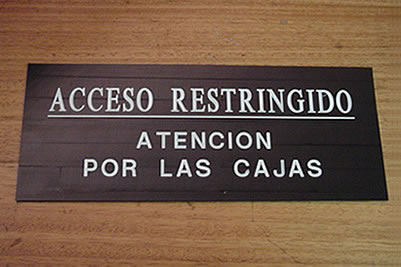 ACCESO RESTRINGIDO
ATENCION
POR LAS CAJAS